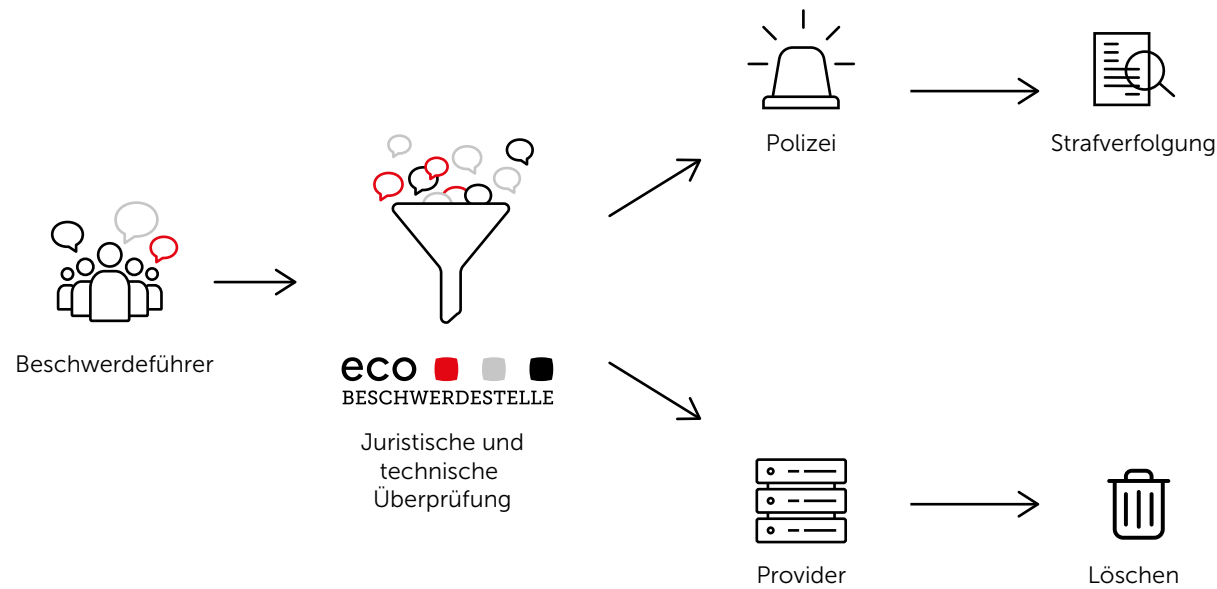 Beschwerdeführer
eco
BESCHWERDESTELLE
Juristische und
technische
Überprüfung
Polizei
Strafverfolgung
Provider
Löschen